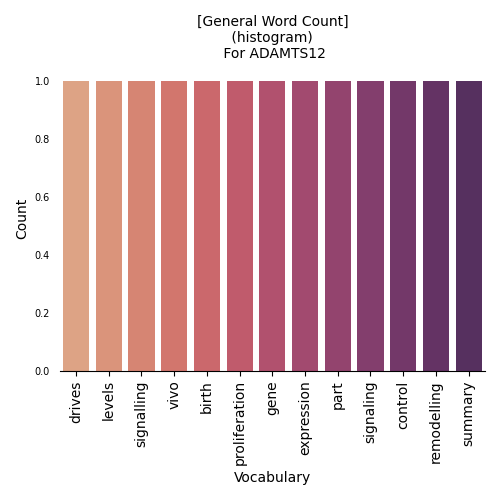 [General Word Count]
(histogram)
For ADAMTS12
1.0
0.8
0.6
0.4
0.2
0.0
Count
drives
levels
signalling
vivo
birth
proliferation
gene
expression
part
signaling
control
remodelling
summary
Vocabulary